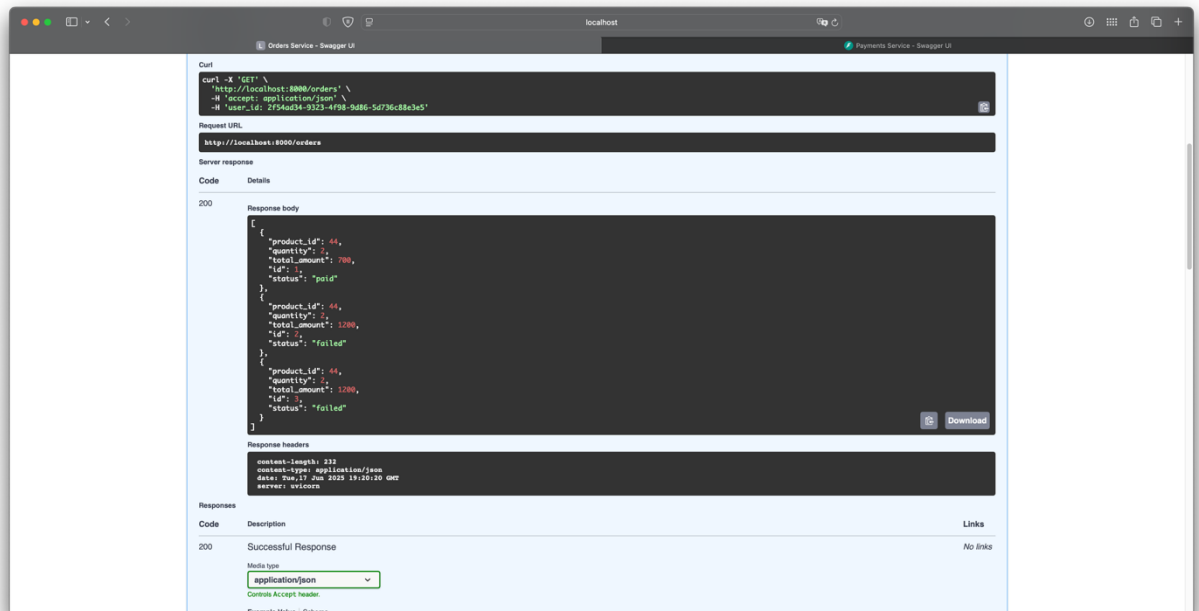 localhost
Orders Service - Swagger UI
Payments Service - Swagger UI
Curl
curl -X 'GET' \
'http://localhost:8000/orders' \
-H 'accept: application/json' \
-H 'user_id: 2f54ad34-9323-4f98-9d86-5d736c88e3e5'
Request URL
http://localhost:8000/orders
Server response
Code Details
200
Response body
[
{
"product_id": 44,
"quantity": 2,
"total_amount": 700,
"id": 1,
"status": "paid"
},
{
"product_id": 44,
"quantity": 2,
"total_amount": 1200,
"id": 2,
"status": "failed"
},
{
"product_id": 44,
"quantity": 2,
"total_amount": 1200,
"id": 3,
"status": "failed"
}
]
Download
Response headers
content-length: 232
content-type: application/json
date: Tue,17 Jun 2025 19:20:20 GMT
server: uvicorn
Responses
Code Description Links
200 Successful Response No links
Media type
application/json
Controls Accept header.